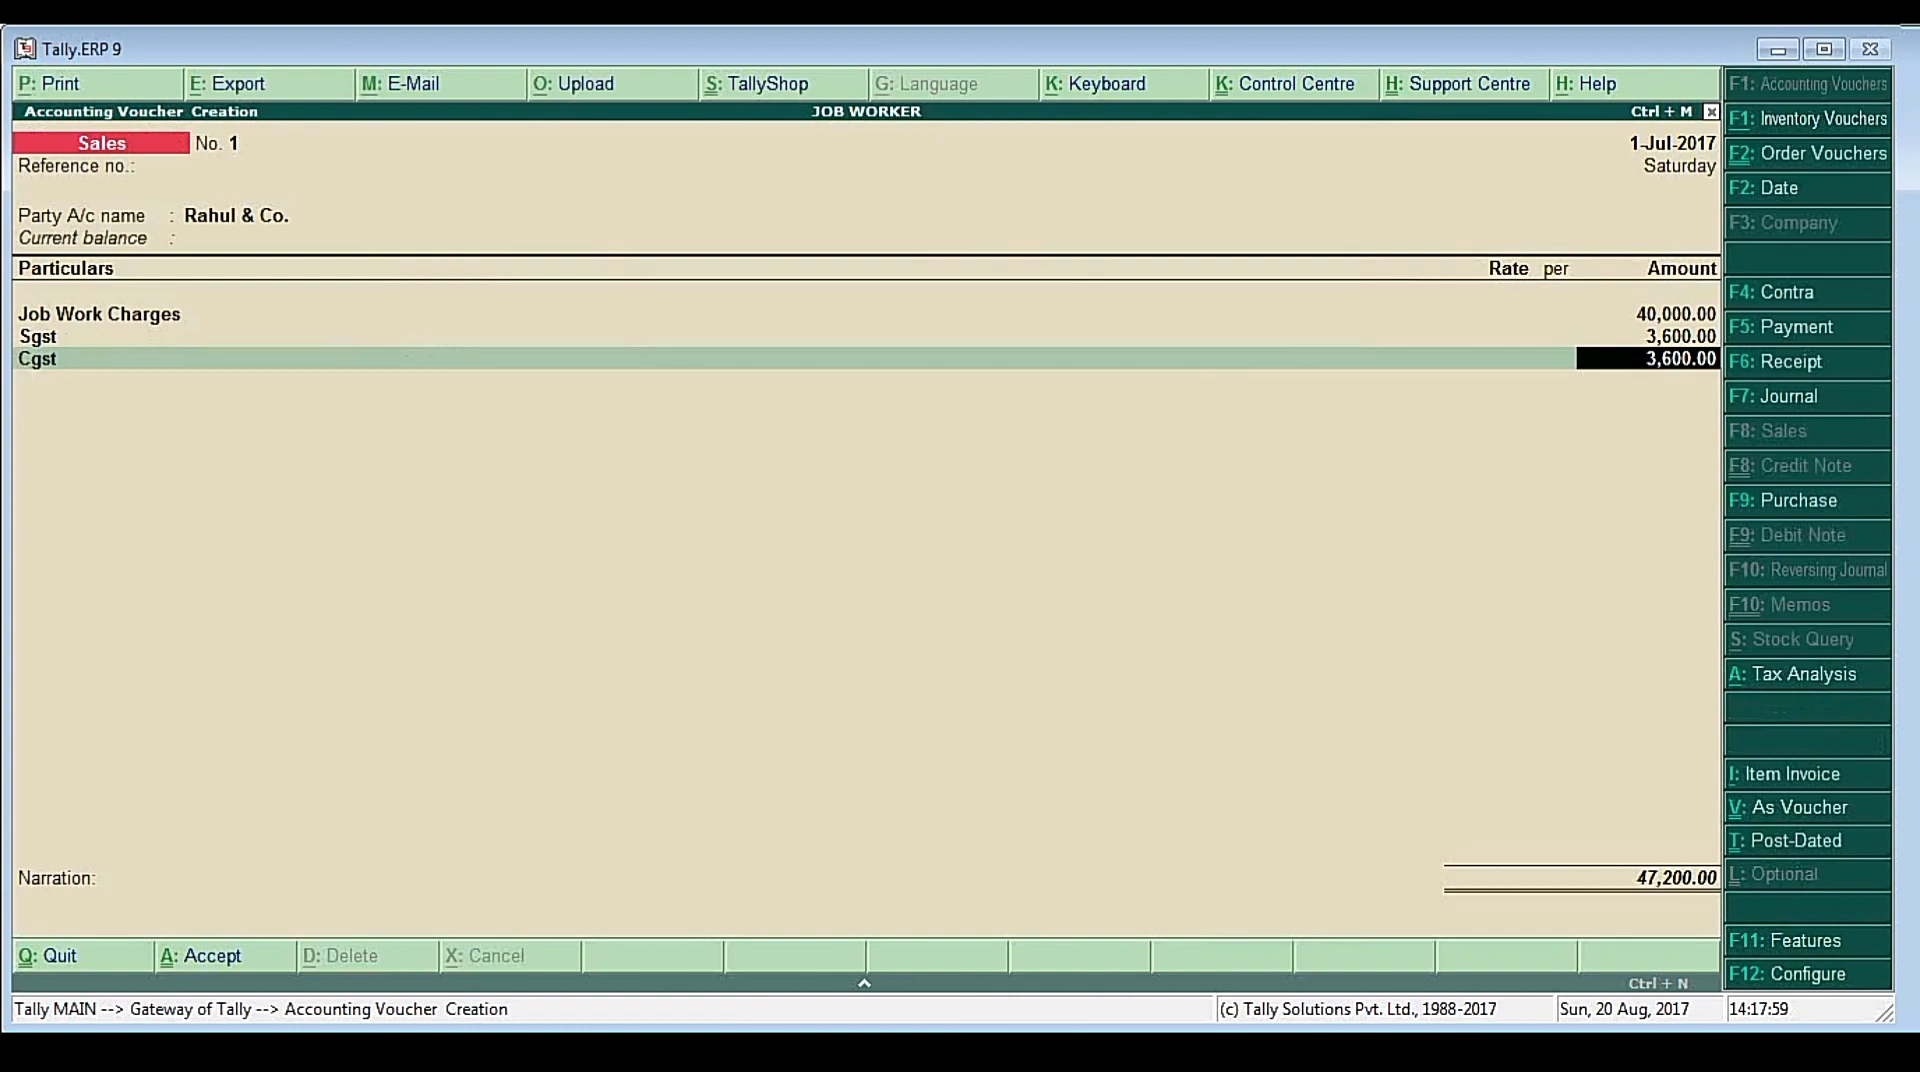 Tally.ERP 9
P: Print E: Export M: E-Mail O: Upload S: TallyShop G: Language K: Keyboard K: Control Centre H: Support Centre H: Help
Accounting Voucher Creation JOB WORKER Ctrl + M
Sales No. 1 1-Jul-2017
Reference no.: Saturday
Party A/c name : Rahul & Co.
Current balance :
Particulars Rate per Amount
Job Work Charges 40,000.00
Sgst 3,600.00
Cgst 3,600.00
Narration: 47,200.00
Q: Quit A: Accept D: Delete X: Cancel
Ctrl + N
F1: Accounting Vouchers
F1: Inventory Vouchers
F2: Order Vouchers
F2: Date
F3: Company
F4: Contra
F5: Payment
F6: Receipt
F7: Journal
F8: Sales
F8: Credit Note
F9: Purchase
F9: Debit Note
F10: Reversing Journal
F10: Memos
S: Stock Query
A: Tax Analysis
I: Item Invoice
V: As Voucher
T: Post-Dated
L: Optional
F11: Features
F12: Configure
Tally MAIN --> Gateway of Tally --> Accounting Voucher Creation (c) Tally Solutions Pvt. Ltd., 1988-2017 Sun, 20 Aug, 2017 14:17:59